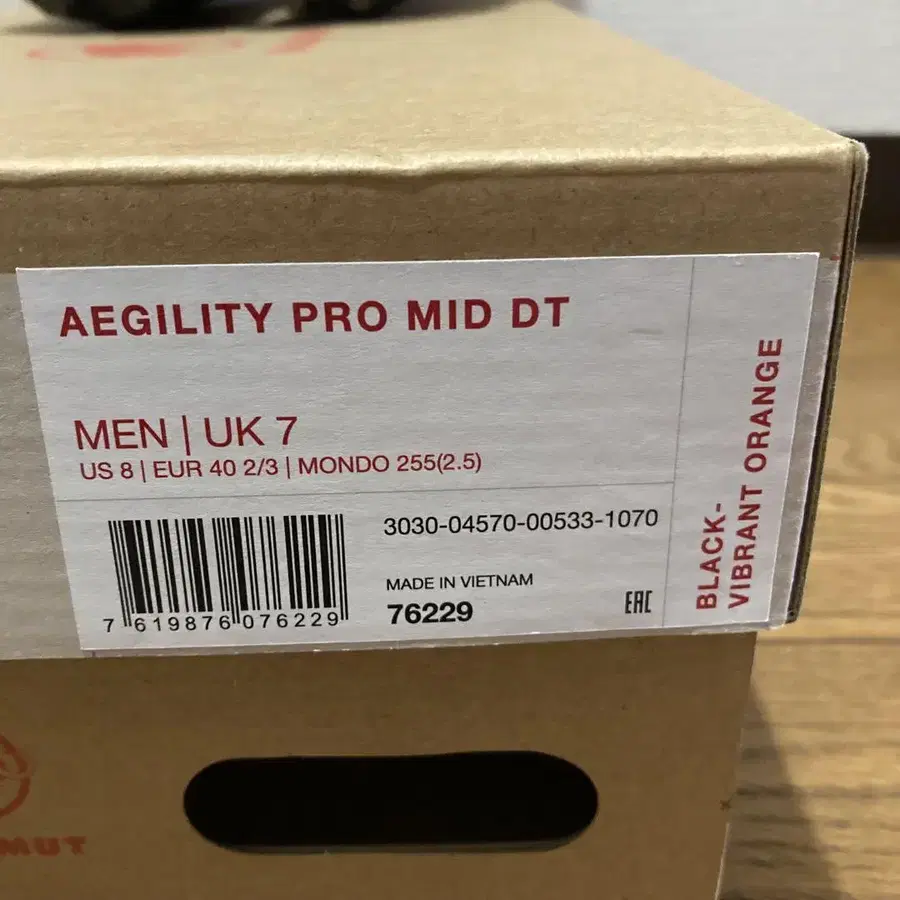 AEGILITY PRO MID DT
MEN | UK 7
US 8 | EUR 40 2/3 | MONDO 255(2.5)
3030-04570-00533-1070
MADE IN VIETNAM
76229
EAC
7 619876 076229
BLACK-
VIBRANT ORANGE
MUT